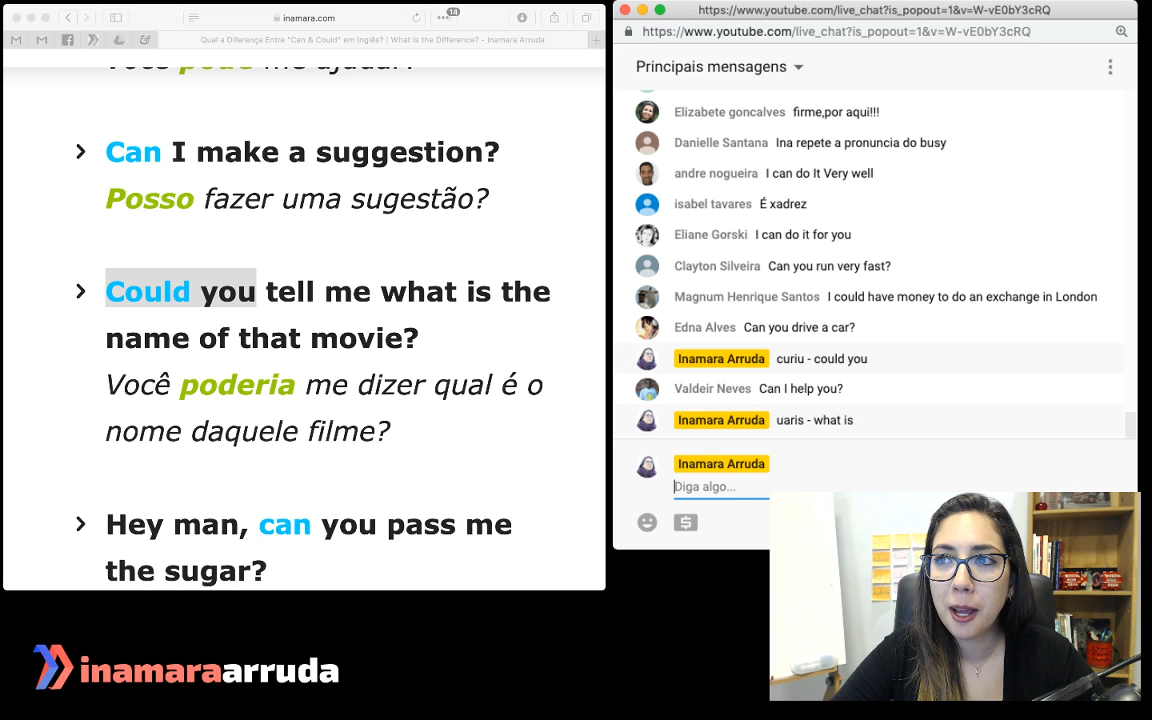 inamara.com
14
Qual a Diferença Entre "Can & Could" em Inglês? | What Is the Difference? - Inamara Arruda
Você pode me ajudar?
Can I make a suggestion?
Posso fazer uma sugestão?
Could you tell me what is the
name of that movie?
Você poderia me dizer qual é o
nome daquele filme?
Hey man, can you pass me
the sugar?
inamaraarruda
https://www.youtube.com/live_chat?is_popout=1&v=W-vE0bY3cRQ
https://www.youtube.com/live_chat?is_popout=1&v=W-vE0bY3cRQ
Principais mensagens
Elizabete goncalves firme,por aqui!!!
Danielle Santana Ina repete a pronuncia do busy
andre nogueira I can do It Very well
isabel tavares É xadrez
Eliane Gorski I can do it for you
Clayton Silveira Can you run very fast?
Magnum Henrique Santos I could have money to do an exchange in London
Edna Alves Can you drive a car?
Inamara Arruda curiu - could you
Valdeir Neves Can I help you?
Inamara Arruda uaris - what is
Inamara Arruda
Diga algo...